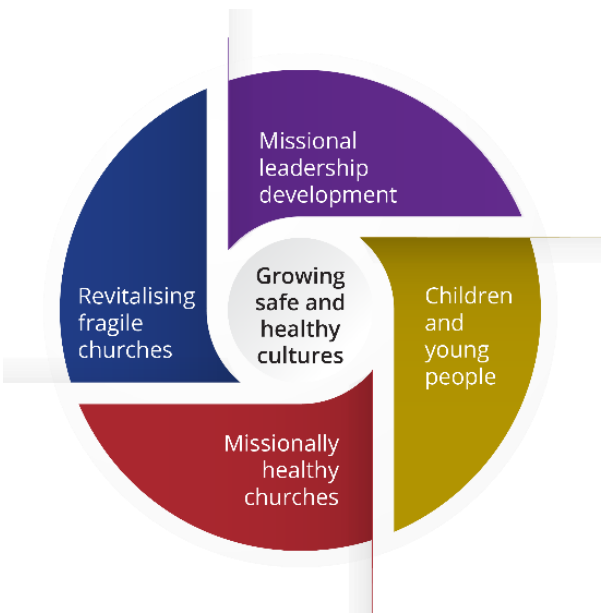 Missional
leadership
development
Growing
safe and
healthy
cultures
Revitalising
fragile
churches
Children
and
young
people
Missionally
healthy
churches